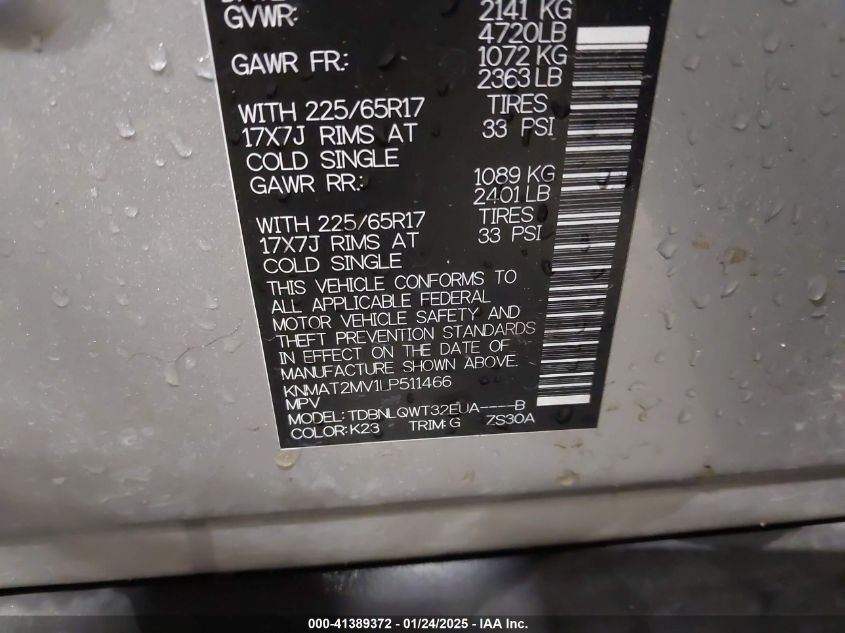 GVWR: 2141 KG
4720LB
GAWR FR: 1072 KG
2363 LB
WITH 225/65R17 TIRES
17X7J RIMS AT 33 PSI
COLD SINGLE
GAWR RR: 1089 KG
2401 LB
WITH 225/65R17 TIRES
17X7J RIMS AT 33 PSI
COLD SINGLE
THIS VEHICLE CONFORMS TO
ALL APPLICABLE FEDERAL
MOTOR VEHICLE SAFETY AND
THEFT PREVENTION STANDARDS
IN EFFECT ON THE DATE OF
MANUFACTURE SHOWN ABOVE.
KNMAT2MV1LP511466
MPV
MODEL: TDBNLQWT32EUA----B
COLOR: K23 TRIM: G ZS30A
000-41389372 - 01/24/2025 - IAA Inc.